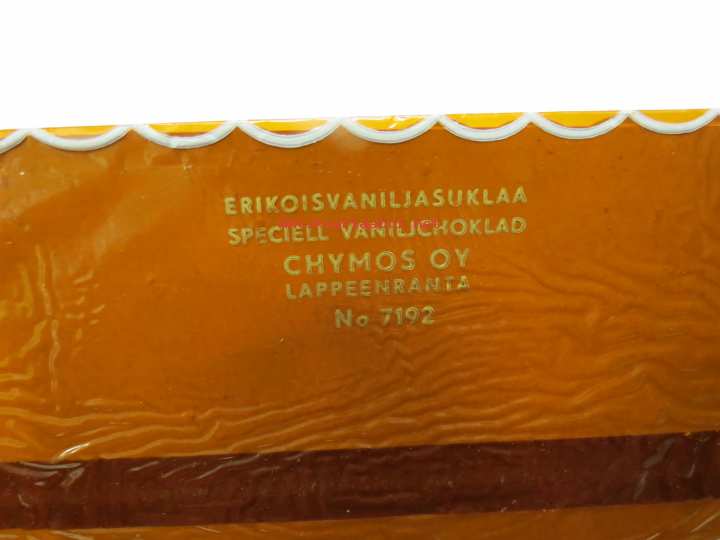 ERIKOISVANILJASUKLAA
SPECIELL VANILJCHOKLAD
CHYMOS OY
LAPPEENRANTA
No 7192